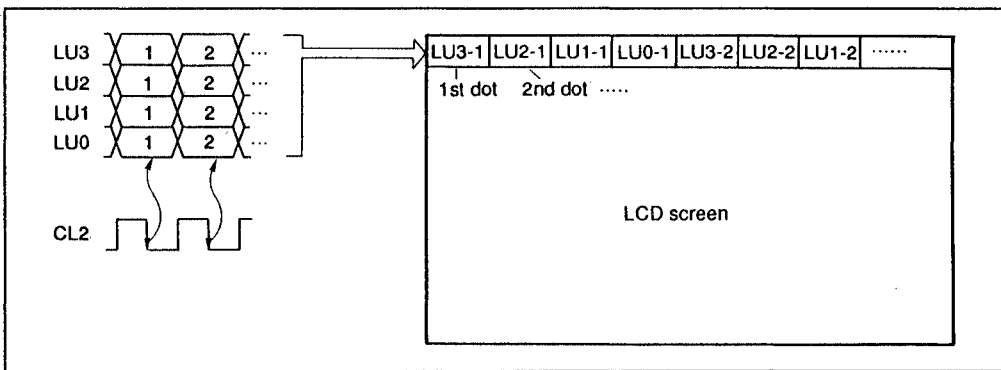 LU3 1 2 ···
LU2 1 2 ···
LU1 1 2 ···
LU0 1 2 ···
CL2
LU3-1 LU2-1 LU1-1 LU0-1 LU3-2 LU2-2 LU1-2 ······
1st dot 2nd dot ·····
LCD screen